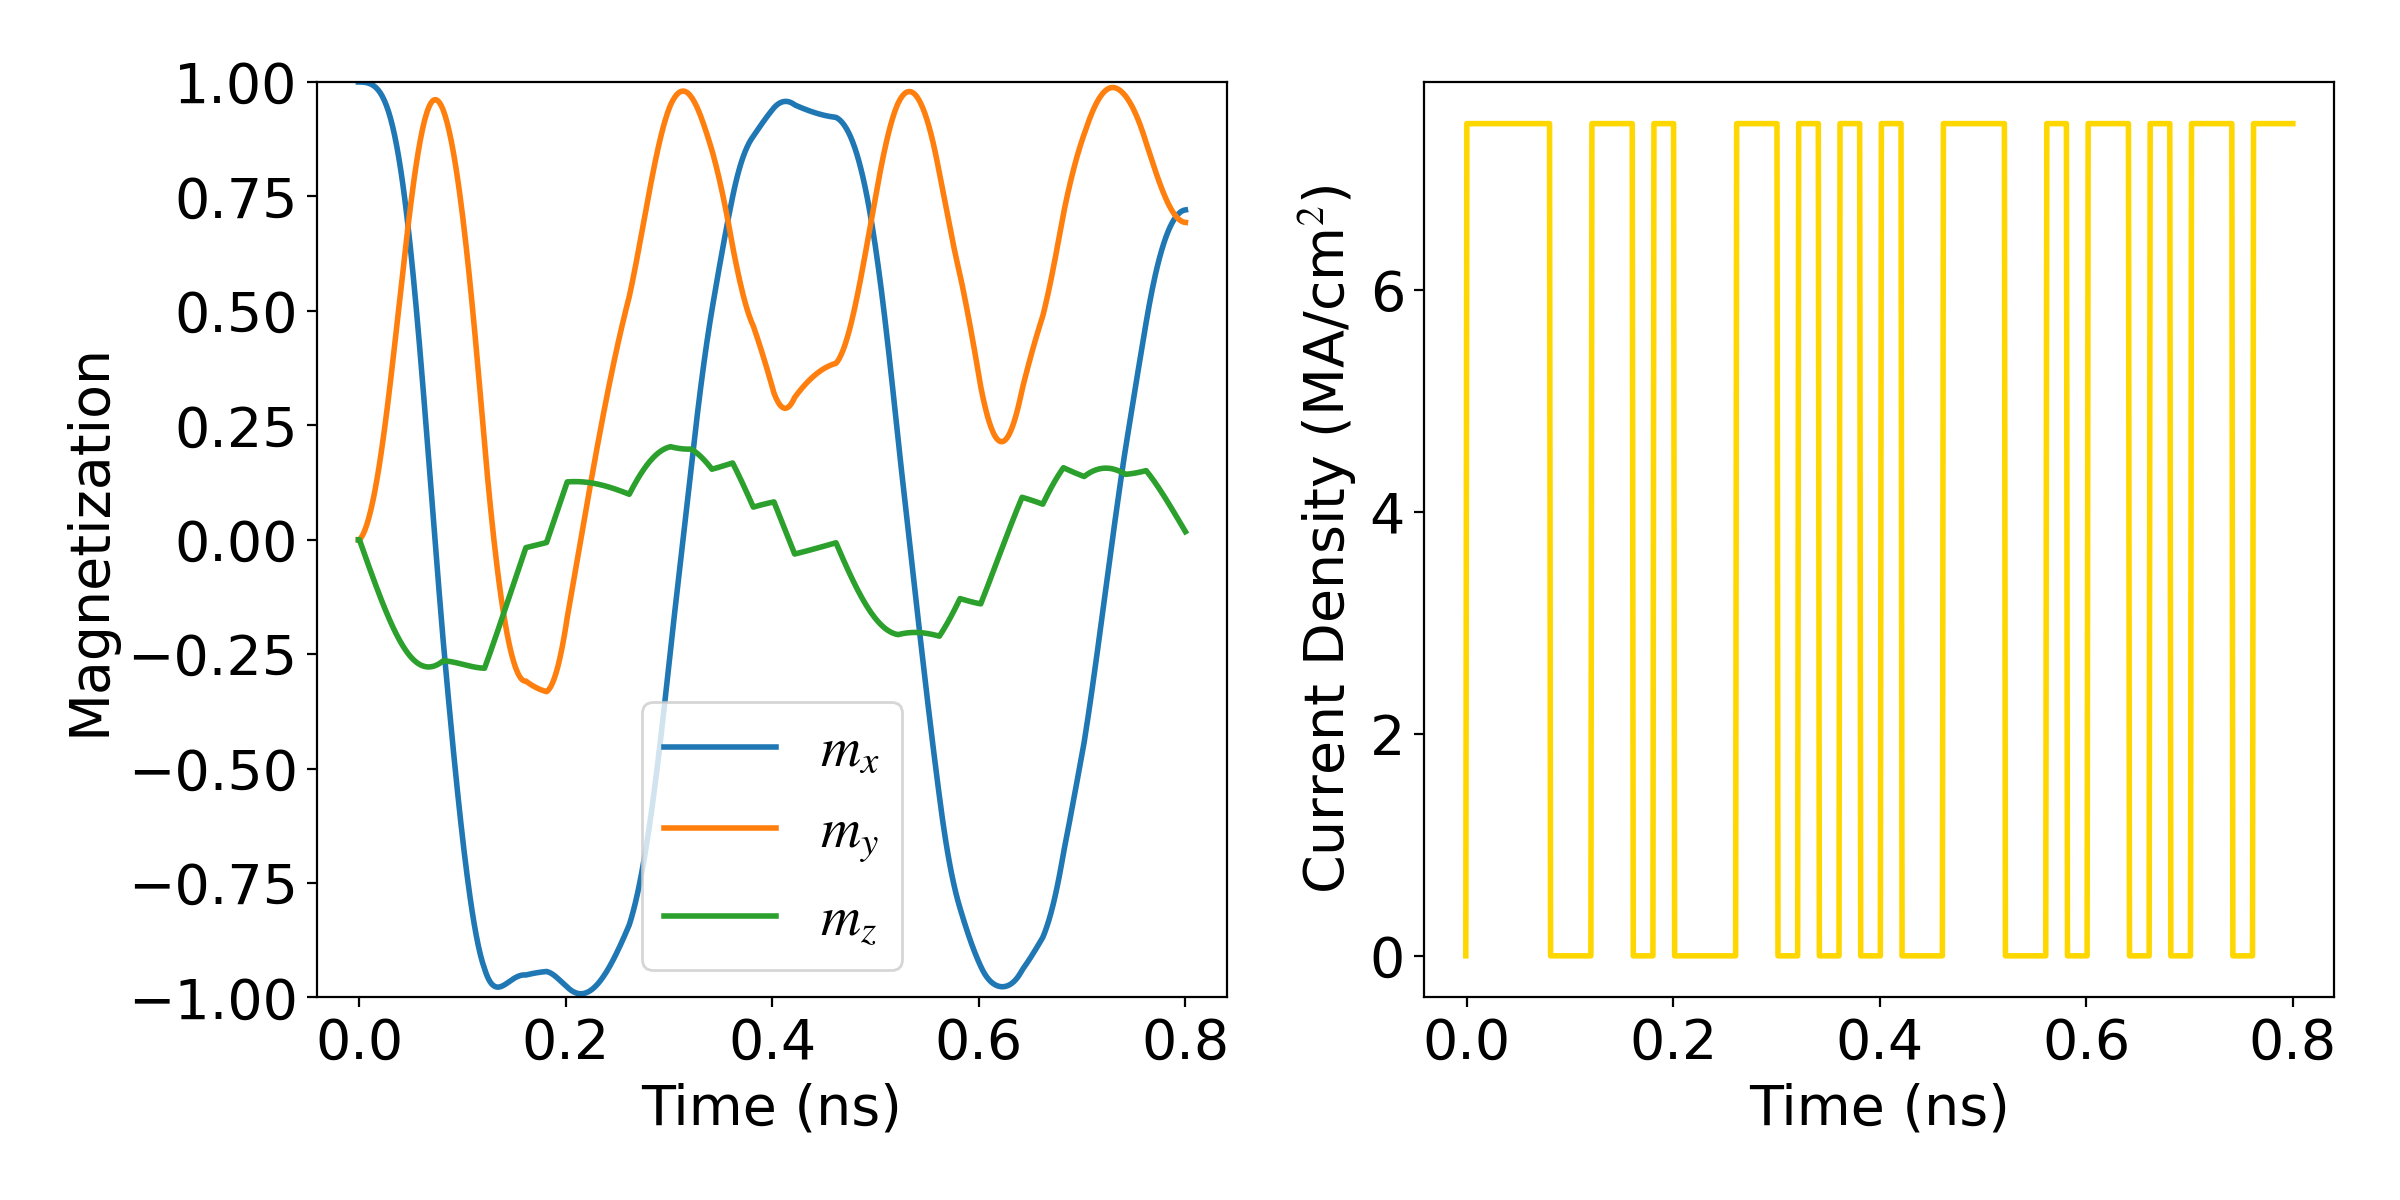 Magnetization
1.00
0.75
0.50
0.25
0.00
−0.25
−0.50
−0.75
−1.00
0.0 0.2 0.4 0.6 0.8
Time (ns)
m_x
m_y
m_z
Current Density (MA/cm²)
6
4
2
0
0.0 0.2 0.4 0.6 0.8
Time (ns)